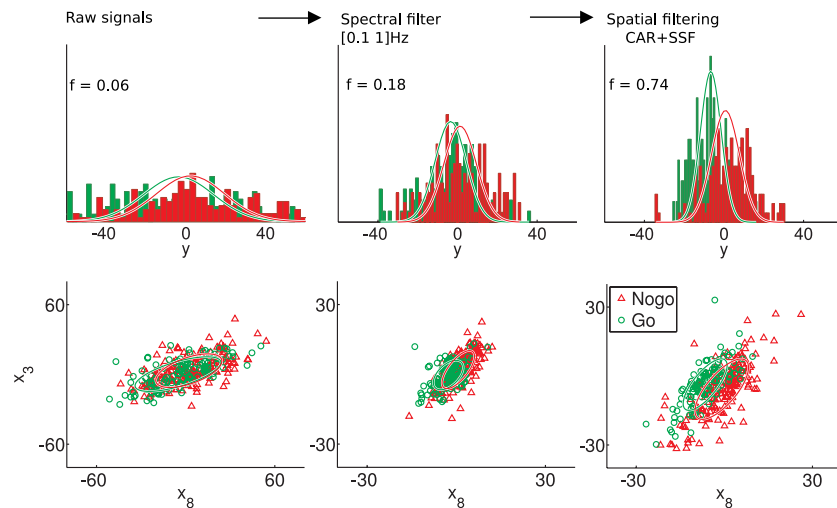 Raw signals
Spectral filter
[0.1 1]Hz
Spatial filtering
CAR+SSF
f = 0.06
f = 0.18
f = 0.74
-40 0 40
y
-40 0 40
y
-40 0 40
y
60
-60
x3
-60 60
x8
30
-30
-30 30
x8
Nogo
Go
30
-30
-30 30
x8